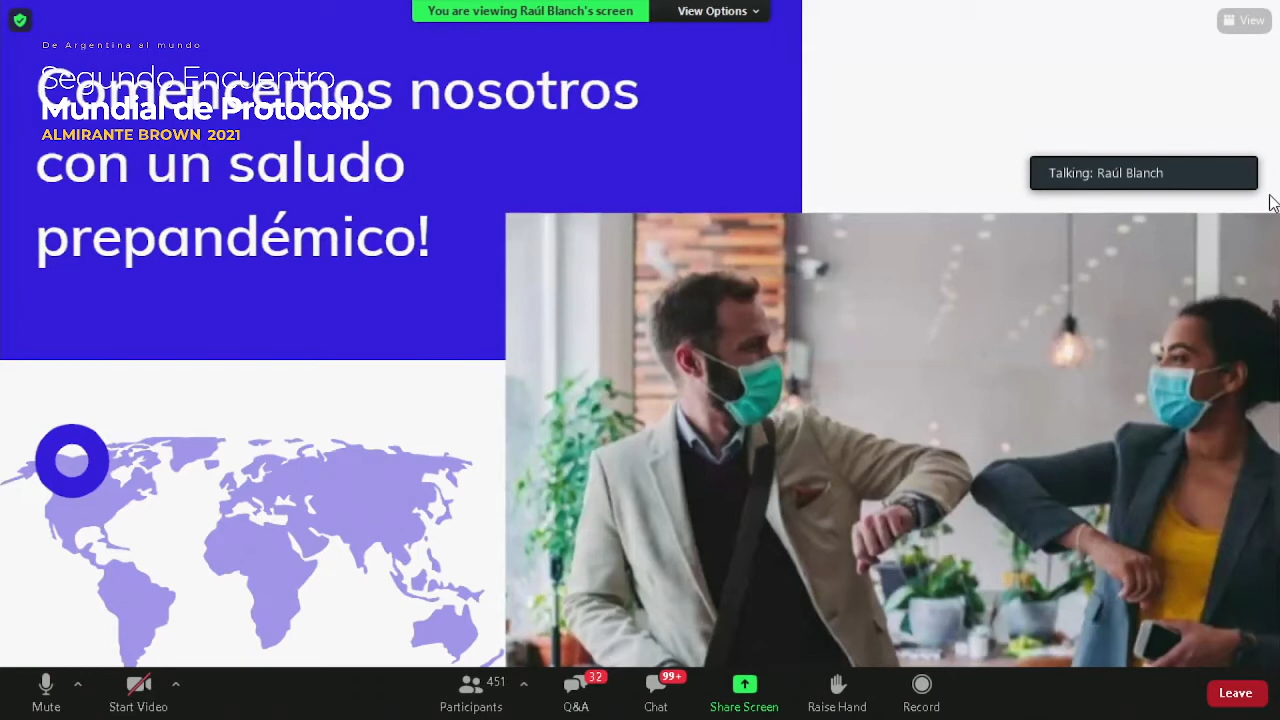 You are viewing Raúl Blanch's screen
View Options
View
De Argentina al mundo
Segundo Encuentro
Mundial de Protocolo
ALMIRANTE BROWN 2021
Comencemos nosotros
con un saludo
prepandémico!
Talking: Raúl Blanch
Mute
Start Video
451
Participants
32
Q&A
99+
Chat
Share Screen
Raise Hand
Record
Leave